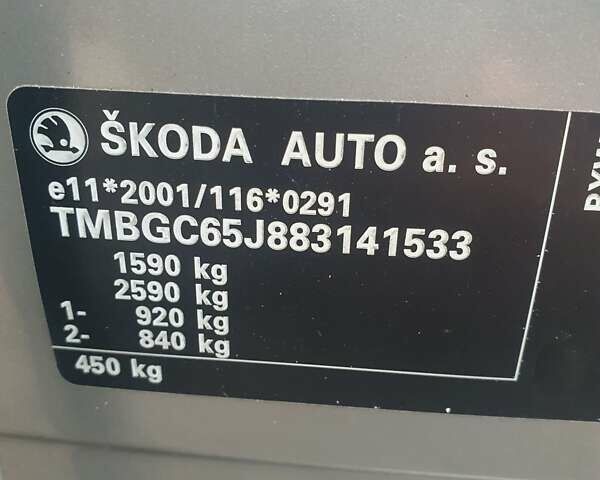 ŠKODA AUTO a. s.
e11*2001/116*0291
TMBGC65J883141533
1590 kg
2590 kg
1- 920 kg
2- 840 kg
450 kg